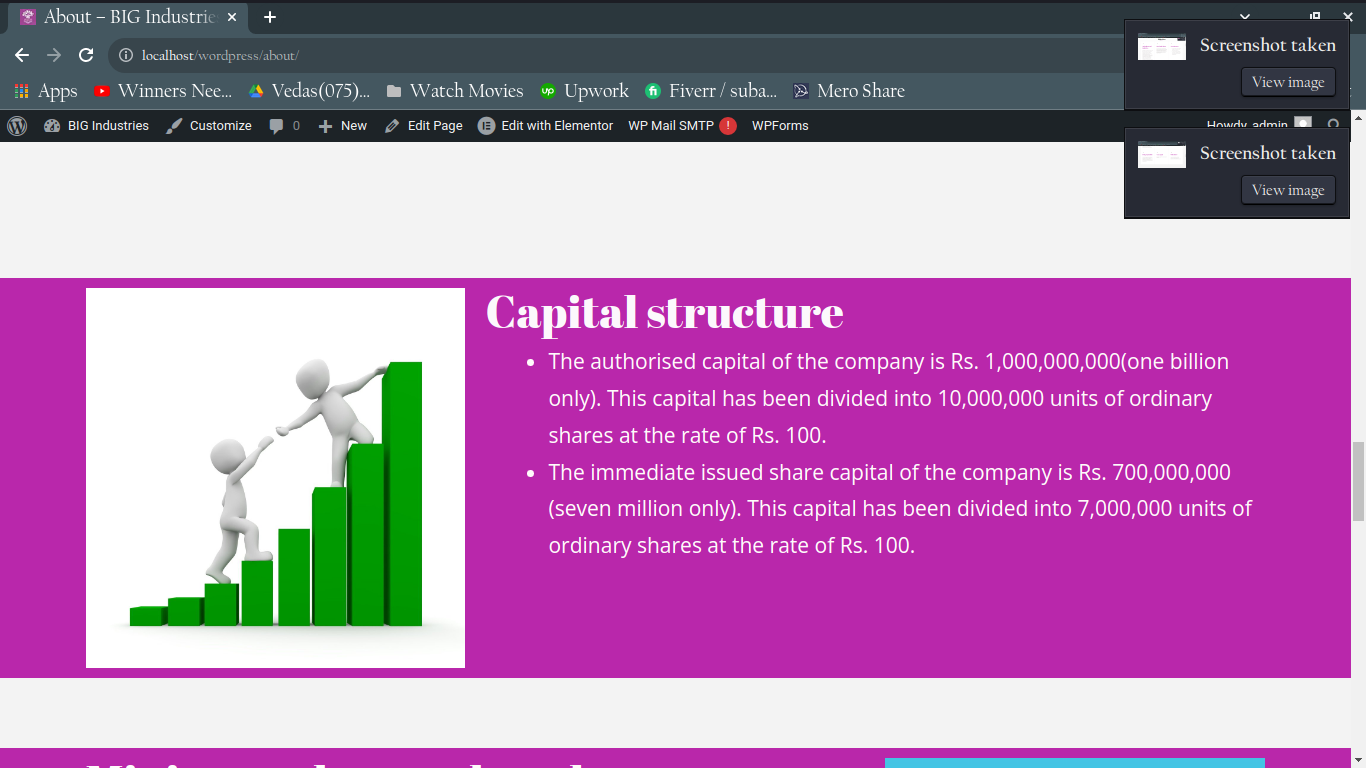 About – BIG Industrie
localhost/wordpress/about/
Screenshot taken
View image
Apps
Winners Nee...
Vedas(075)...
Watch Movies
Upwork
Fiverr / suba...
Mero Share
BIG Industries
Customize
0
New
Edit Page
Edit with Elementor
WP Mail SMTP !
WPForms
Howdy, admin
Screenshot taken
View image
Capital structure
• The authorised capital of the company is Rs. 1,000,000,000(one billion
only). This capital has been divided into 10,000,000 units of ordinary
shares at the rate of Rs. 100.
• The immediate issued share capital of the company is Rs. 700,000,000
(seven million only). This capital has been divided into 7,000,000 units of
ordinary shares at the rate of Rs. 100.